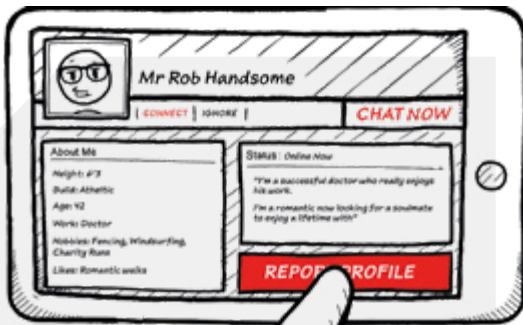 Mr Rob Handsome
CONNECT IGNORE
CHAT NOW
About Me
Height: 6'3
Build: Athletic
Age: 42
Work: Doctor
Hobbies: Fencing, Windsurfing,
Charity Runs
Likes: Romantic walks
Status: Online Now
"I'm a successful doctor who really enjoys
his work.
I'm a romantic now looking for a soulmate
to enjoy a lifetime with"
REPORT PROFILE